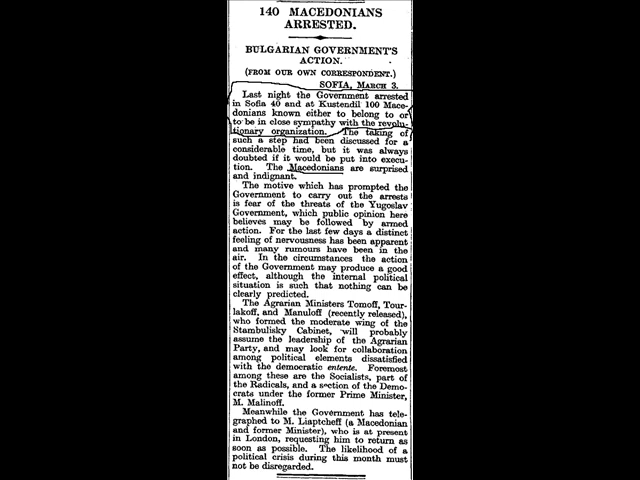 140 MACEDONIANS
ARRESTED.
BULGARIAN GOVERNMENT'S
ACTION.
(FROM OUR OWN CORRESPONDENT.)
SOFIA, MARCH 3.
Last night the Government arrested
in Sofia 40 and at Kustendil 100 Mace-
donians known either to belong to or
to be in close sympathy with the revolu-
tionary organization. The taking of
such a step had been discussed for a
considerable time, but it was always
doubted if it would be put into execu-
tion. The Macedonians are surprised
and indignant.
The motive which has prompted the
Government to carry out the arrests
is fear of the threats of the Yugoslav
Government, which public opinion here
believes may be followed by armed
action. For the last few days a distinct
feeling of nervousness has been apparent
and many rumours have been in the
air. In the circumstances the action
of the Government may produce a good
effect, although the internal political
situation is such that nothing can be
clearly predicted.
The Agrarian Ministers Tomoff, Tour-
lakoff, and Manuloff (recently released),
who formed the moderate wing of the
Stambulisky Cabinet, will probably
assume the leadership of the Agrarian
Party, and may look for collaboration
among political elements dissatisfied
with the democratic entente. Foremost
among these are the Socialists, part of
the Radicals, and a section of the Demo-
crats under the former Prime Minister,
M. Malinoff.
Meanwhile the Government has tele-
graphed to M. Liaptcheff (a Macedonian
and former Minister), who is at present
in London, requesting him to return as
soon as possible. The likelihood of a
political crisis during this month must
not be disregarded.